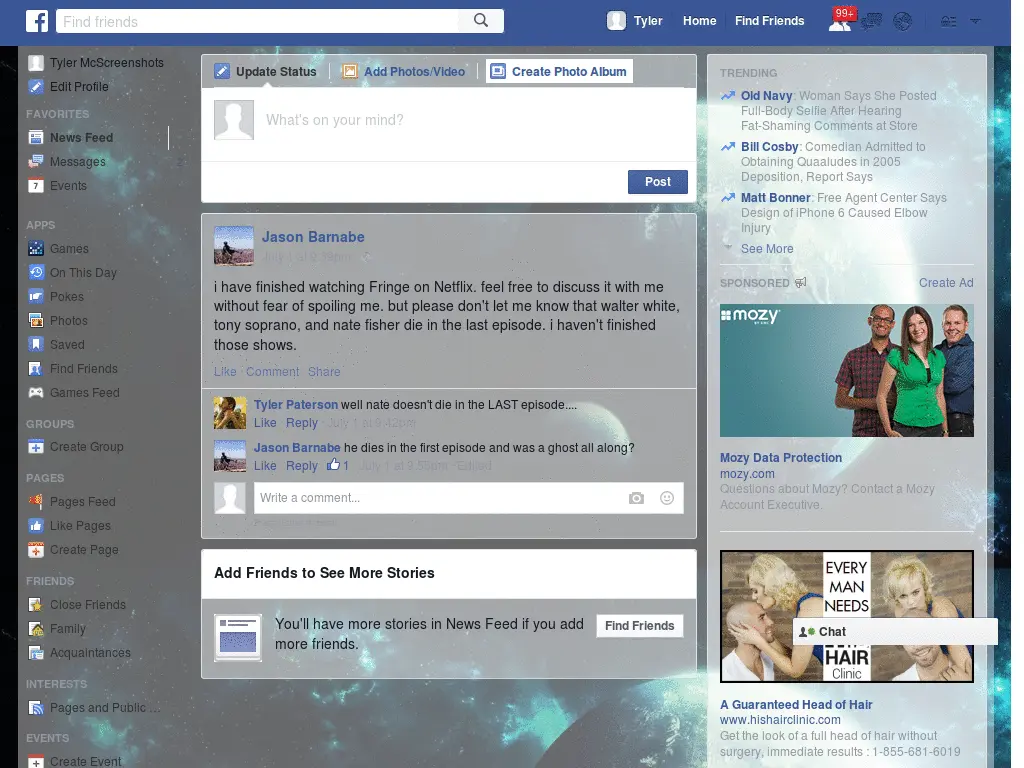 Find friends
Tyler
Home
Find Friends
99+
Tyler McScreenshots
Edit Profile
FAVORITES
News Feed
Messages
Events
APPS
Games
On This Day
Pokes
Photos
Saved
Find Friends
Games Feed
GROUPS
Create Group
PAGES
Pages Feed
Like Pages
Create Page
FRIENDS
Close Friends
Family
Acquaintances
INTERESTS
Pages and Public ...
EVENTS
Create Event
Update Status
Add Photos/Video
Create Photo Album
What's on your mind?
Post
Jason Barnabe
i have finished watching Fringe on Netflix. feel free to discuss it with me
without fear of spoiling me. but please don't let me know that walter white,
tony soprano, and nate fisher die in the last episode. i haven't finished
those shows.
Like · Comment · Share
Tyler Paterson well nate doesn't die in the LAST episode....
Like · Reply · July 1 at 9:42pm
Jason Barnabe he dies in the first episode and was a ghost all along?
Like · Reply · 1 · July 1 at 9:55pm · Edited
Write a comment...
Add Friends to See More Stories
You'll have more stories in News Feed if you add
more friends.
Find Friends
TRENDING
Old Navy: Woman Says She Posted
Full-Body Selfie After Hearing
Fat-Shaming Comments at Store
Bill Cosby: Comedian Admitted to
Obtaining Quaaludes in 2005
Deposition, Report Says
Matt Bonner: Free Agent Center Says
Design of iPhone 6 Caused Elbow
Injury
See More
SPONSORED
Create Ad
mozy
Mozy Data Protection
mozy.com
Questions about Mozy? Contact a Mozy
Account Executive.
EVERY
MAN
NEEDS
Chat
HAIR
Clinic
A Guaranteed Head of Hair
www.hishairclinic.com
Get the look of a full head of hair without
surgery, immediate results : 1-855-681-6019